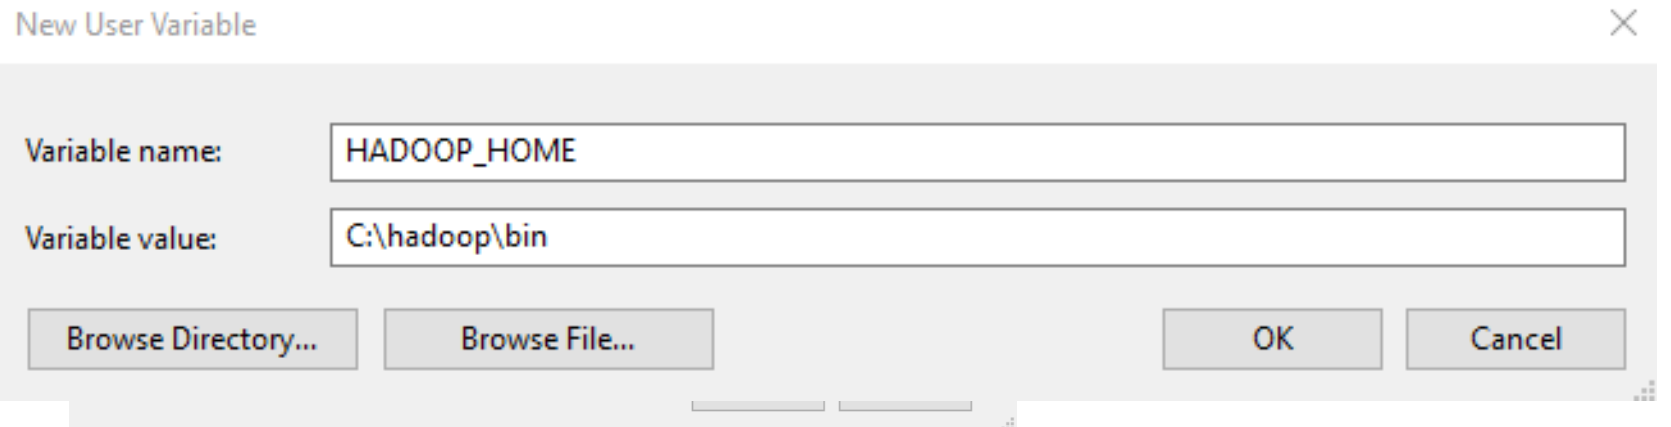 New User Variable
Variable name: HADOOP_HOME
Variable value: C:\hadoop\bin
Browse Directory... Browse File... OK Cancel